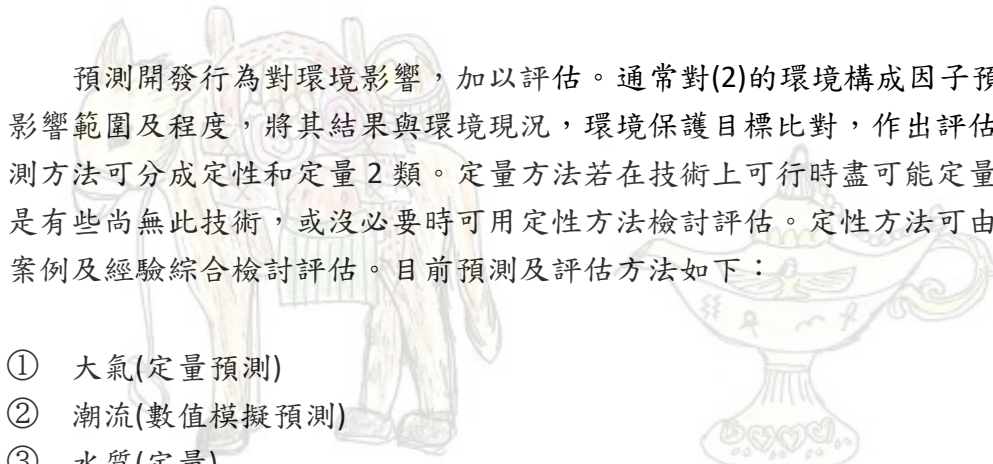 預測開發行為對環境影響，加以評估。通常對(2)的環境構成因子預
影響範圍及程度，將其結果與環境現況，環境保護目標比對，作出評估
測方法可分成定性和定量 2 類。定量方法若在技術上可行時盡可能定量
是有些尚無此技術，或沒必要時可用定性方法檢討評估。定性方法可由
案例及經驗綜合檢討評估。目前預測及評估方法如下：
① 大氣(定量預測)
② 潮流(數值模擬預測)
③ 水質(定量)